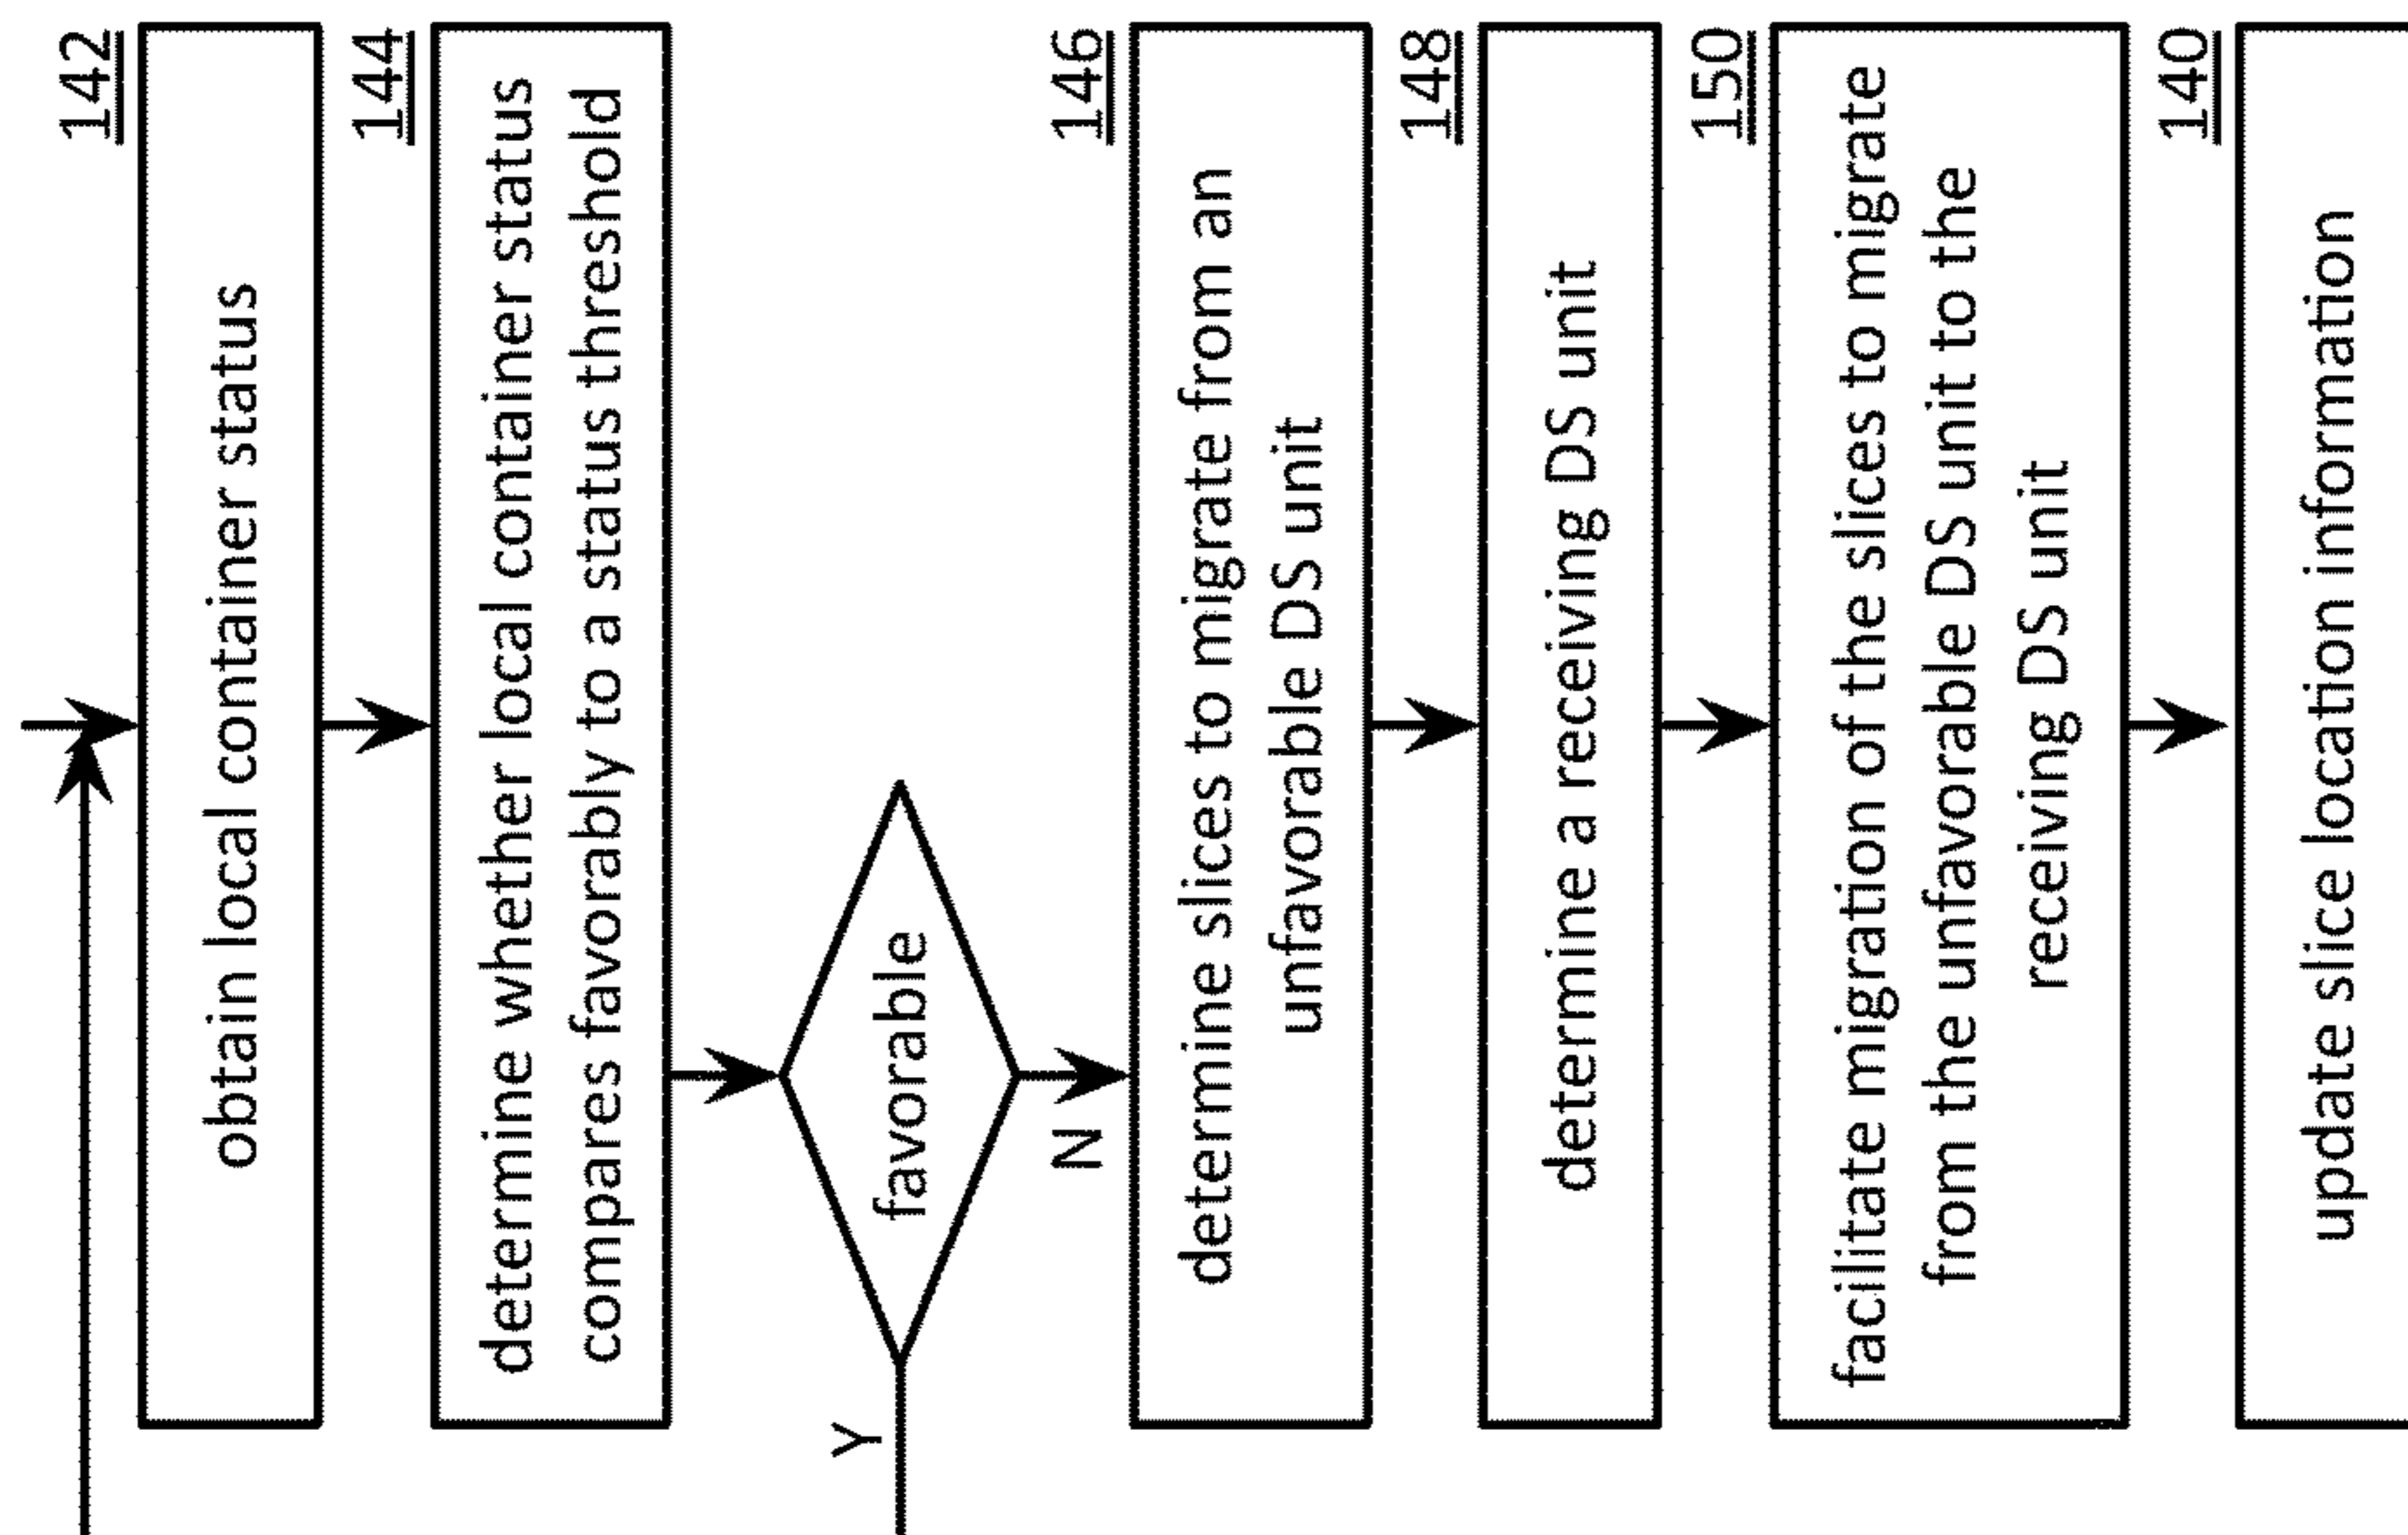 142
obtain local container status
144
determine whether local container status
compares favorably to a status threshold
favorable
Y
N
146
determine slices to migrate from an
unfavorable DS unit
148
determine a receiving DS unit
150
facilitate migration of the slices to migrate
from the unfavorable DS unit to the
receiving DS unit
140
update slice location information